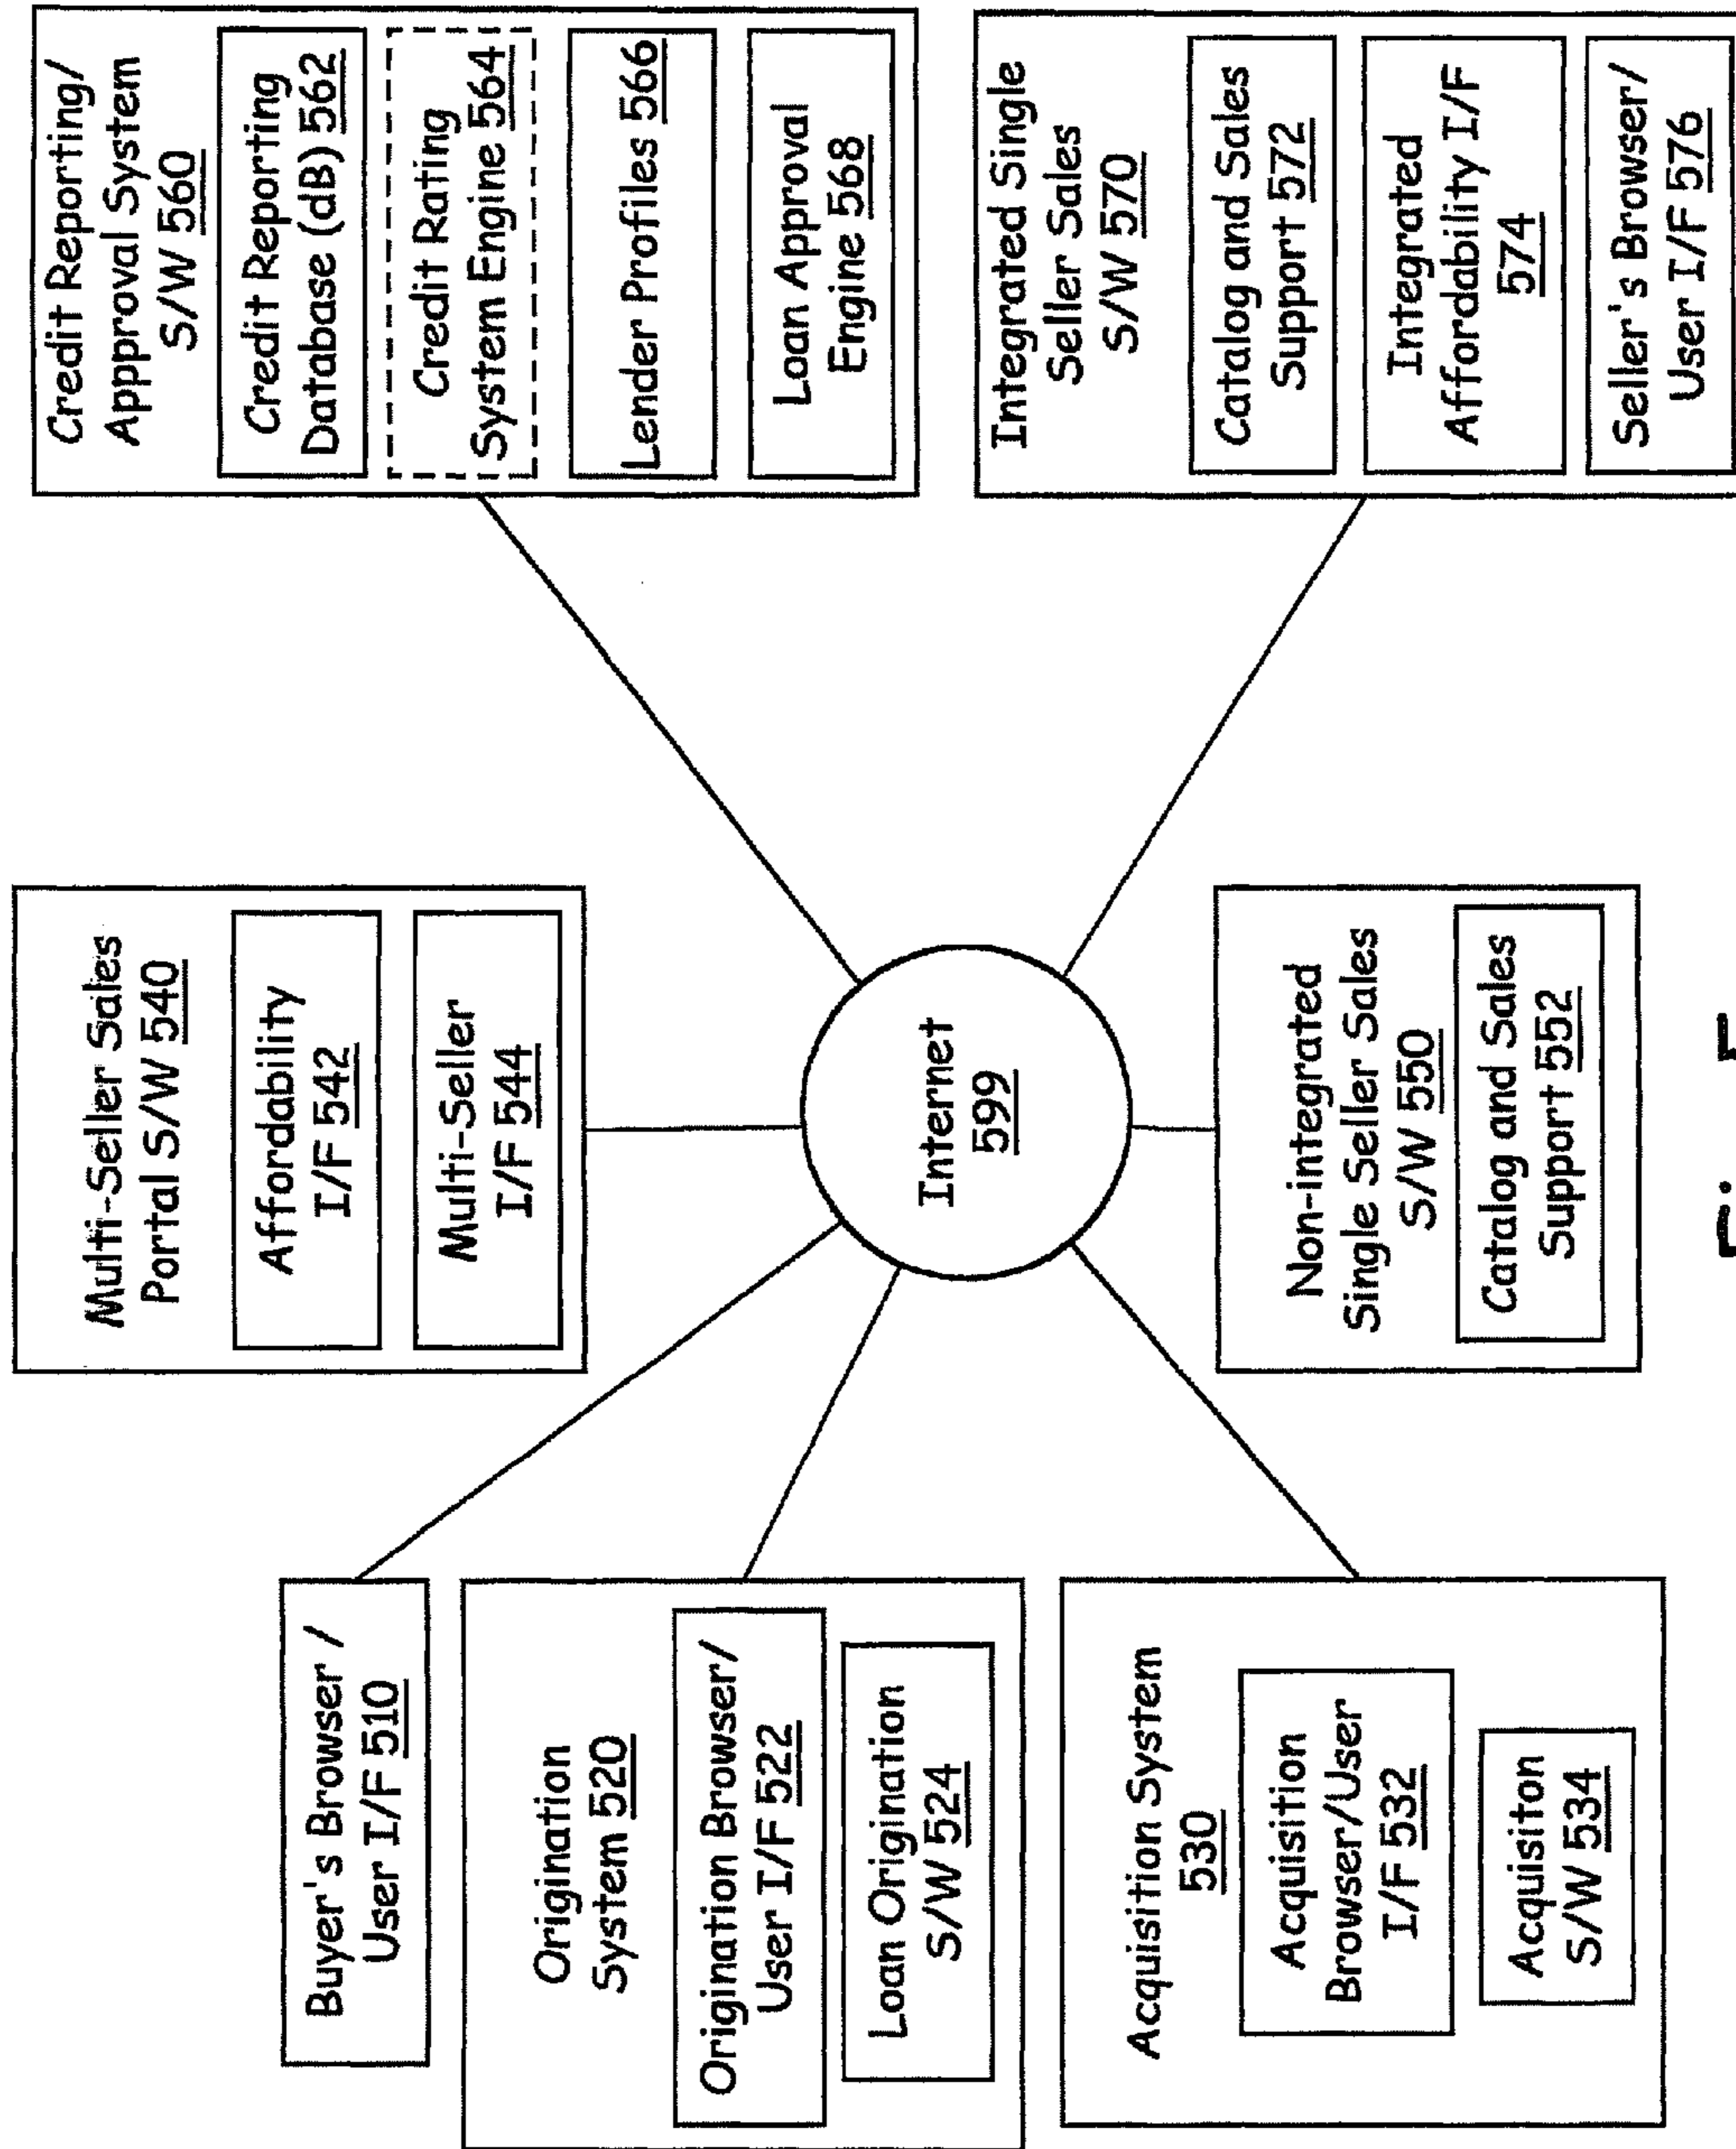 Buyer's Browser /
User I/F 510
Origination
System 520
Origination Browser/
User I/F 522
Loan Origination
S/W 524
Acquisition System
530
Acquisition
Browser/User
I/F 532
Acquisiton
S/W 534
Multi-Seller Sales
Portal S/W 540
Affordability
I/F 542
Multi-Seller
I/F 544
Internet
599
Non-integrated
Single Seller Sales
S/W 550
Catalog and Sales
Support 552
Credit Reporting/
Approval System
S/W 560
Credit Reporting
Database (dB) 562
Credit Rating
System Engine 564
Lender Profiles 566
Loan Approval
Engine 568
Integrated Single
Seller Sales
S/W 570
Catalog and Sales
Support 572
Integrated
Affordability I/F
574
Seller's Browser/
User I/F 576